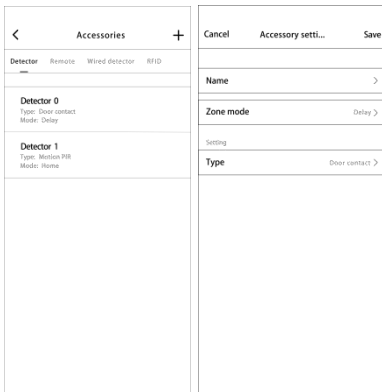 Accessories
Detector Remote Wired detector RFID
Detector 0
Type: Door contact
Mode: Delay
Detector 1
Type: Motion PIR
Mode: Home
Cancel Accessory setti... Save
Name
Zone mode Delay
Setting
Type Door contact